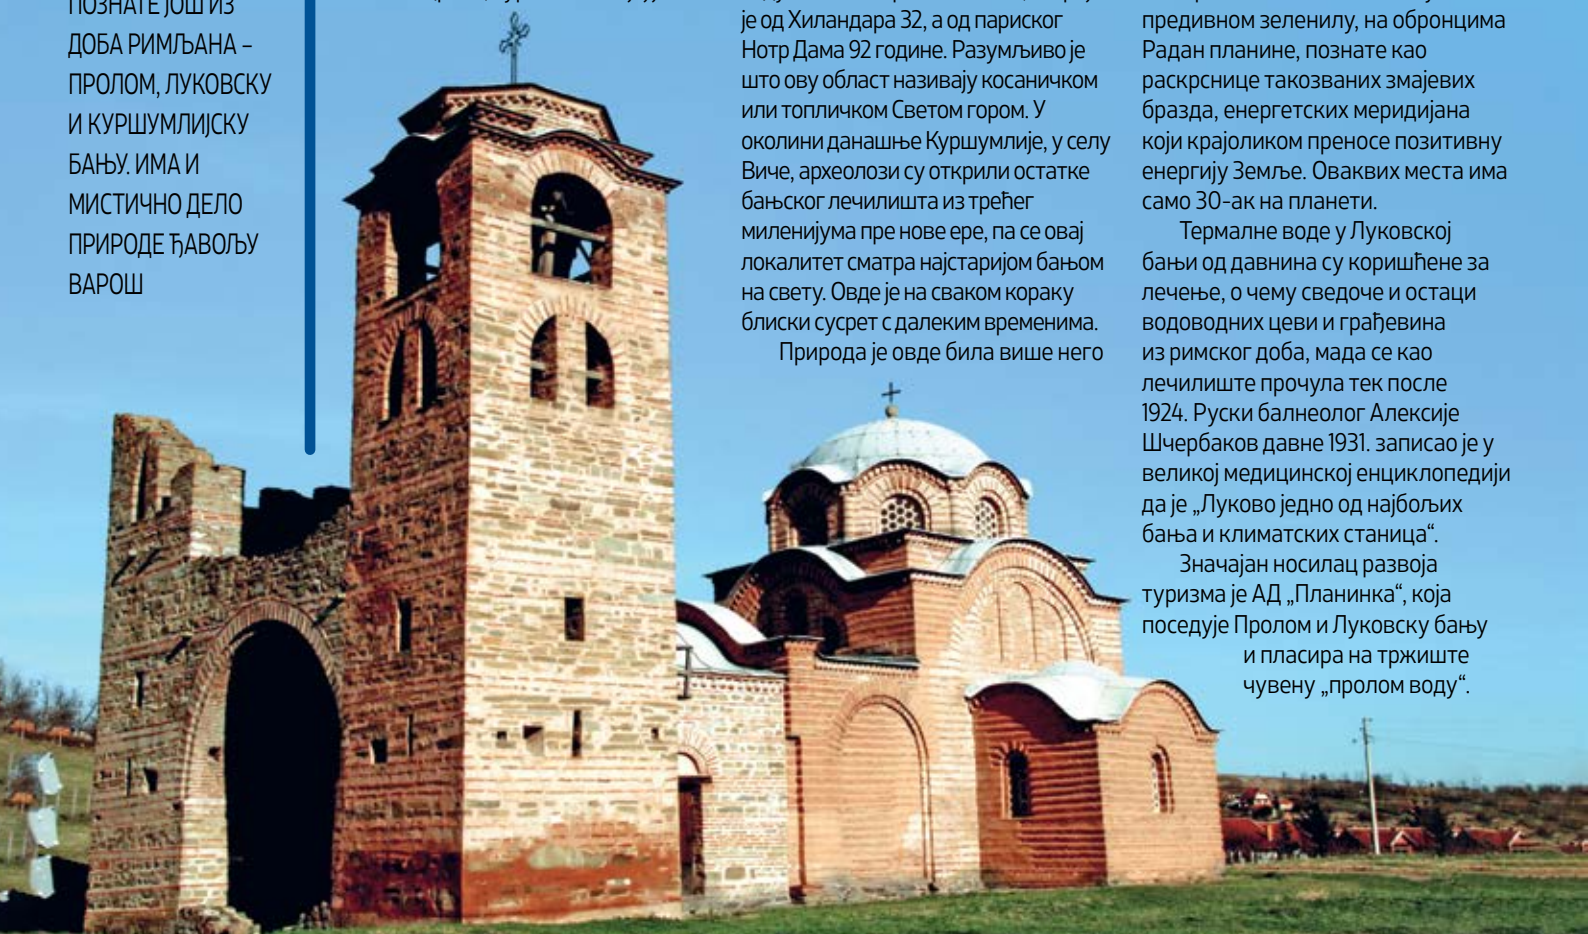 ПОЗНАТЕ ЈОШ ИЗ
ДОБА РИМЉАНА –
ПРОЛОМ, ЛУКОВСКУ
И КУРШУМЛИЈСКУ
БАЊУ. ИМА И
МИСТИЧНО ДЕЛО
ПРИРОДЕ ЂАВОЉУ
ВАРОШ
је од Хиландара 32, а од париског
Нотр Дама 92 године. Разумљиво је
што ову област називају косаничком
или топличком Светом гором. У
околини данашње Куршумлије, у селу
Виче, археолози су открили остатке
бањског лечилишта из трећег
миленијума пре нове ере, па се овај
локалитет сматра најстаријом бањом
на свету. Овде је на сваком кораку
блиски сусрет с далеким временима.
Природа је овде била више него
предивном зеленилу, на обронцима
Радан планине, познате као
раскрснице такозваних змајевих
бразда, енергетских меридијана
који крајоликом преносе позитивну
енергију Земље. Оваквих места има
само 30-ак на планети.
Термалне воде у Луковској
бањи од давнина су коришћене за
лечење, о чему сведоче и остаци
водоводних цеви и грађевина
из римског доба, мада се као
лечилиште прочула тек после
1924. Руски балнеолог Алексије
Шчербаков давне 1931. записао је у
великој медицинској енциклопедији
да је „Луково једно од најбољих
бања и климатских станица“.
Значајан носилац развоја
туризма је АД „Планинка“, која
поседује Пролом и Луковску бању
и пласира на тржиште
чувену „пролом воду“.